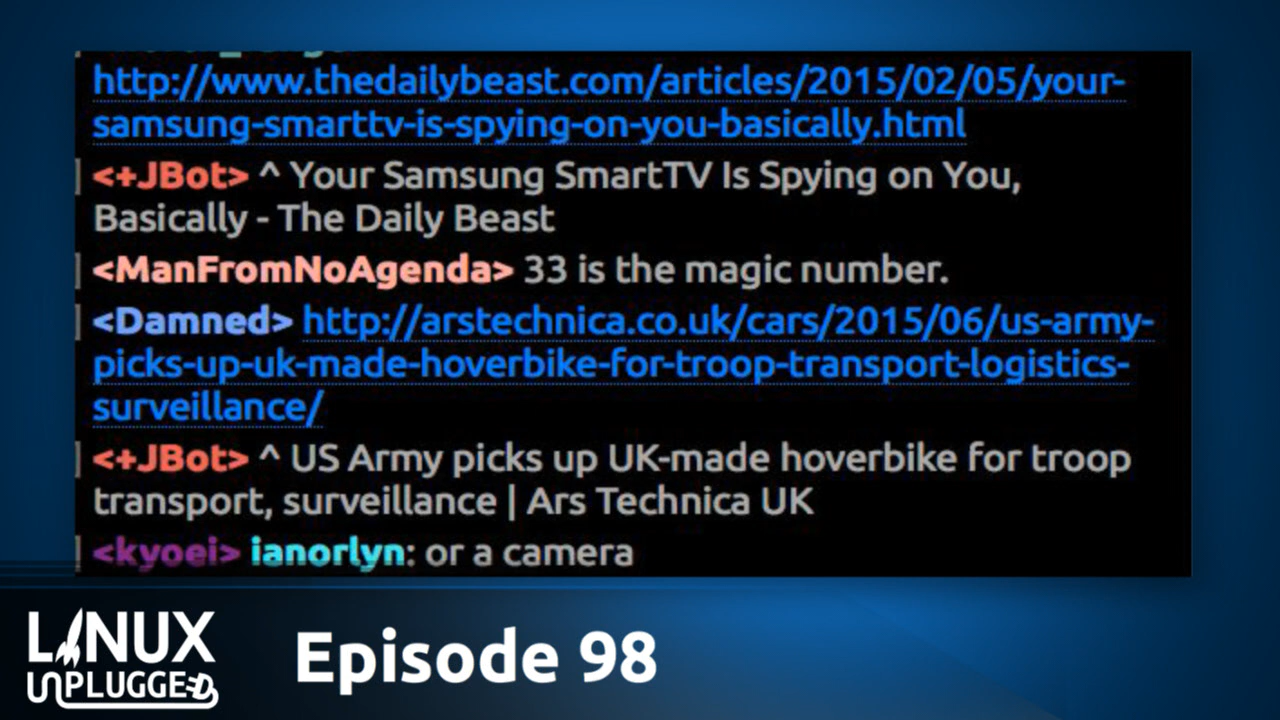 http://www.thedailybeast.com/articles/2015/02/05/your-
samsung-smarttv-is-spying-on-you-basically.html
<+JBot> ^ Your Samsung SmartTV Is Spying on You,
Basically - The Daily Beast
<ManFromNoAgenda> 33 is the magic number.
<Damned> http://arstechnica.co.uk/cars/2015/06/us-army-
picks-up-uk-made-hoverbike-for-troop-transport-logistics-
surveillance/
<+JBot> ^ US Army picks up UK-made hoverbike for troop
transport, surveillance | Ars Technica UK
<kyoei> ianorlyn: or a camera
LINUX
UNPLUGGED
Episode 98